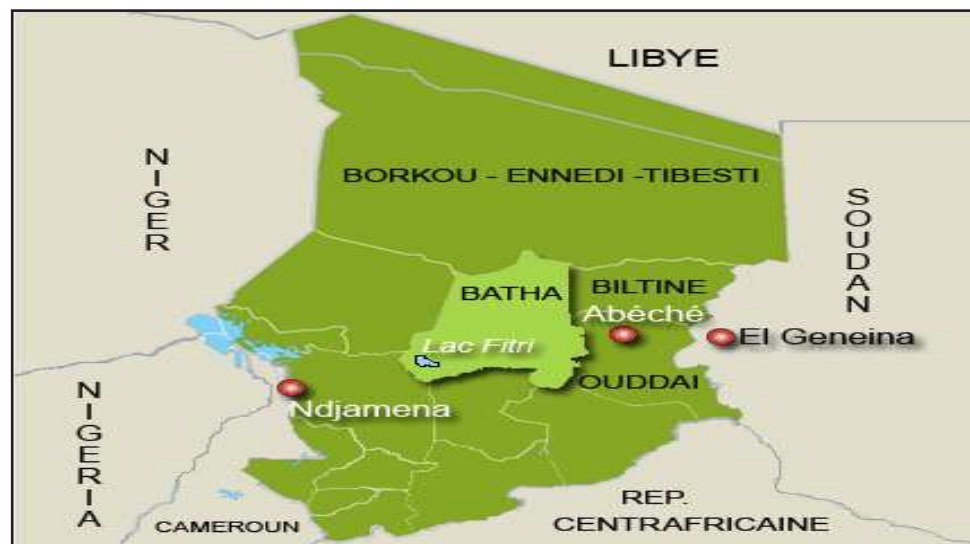 LIBYE
NIGER
BORKOU - ENNEDI -TIBESTI
SOUDAN
BATHA
BILTINE
Abéché
El Geneina
Lac Fitri
OUDDAI
Ndjamena
NIGERIA
REP.
CENTRAFRICAINE
CAMEROUN